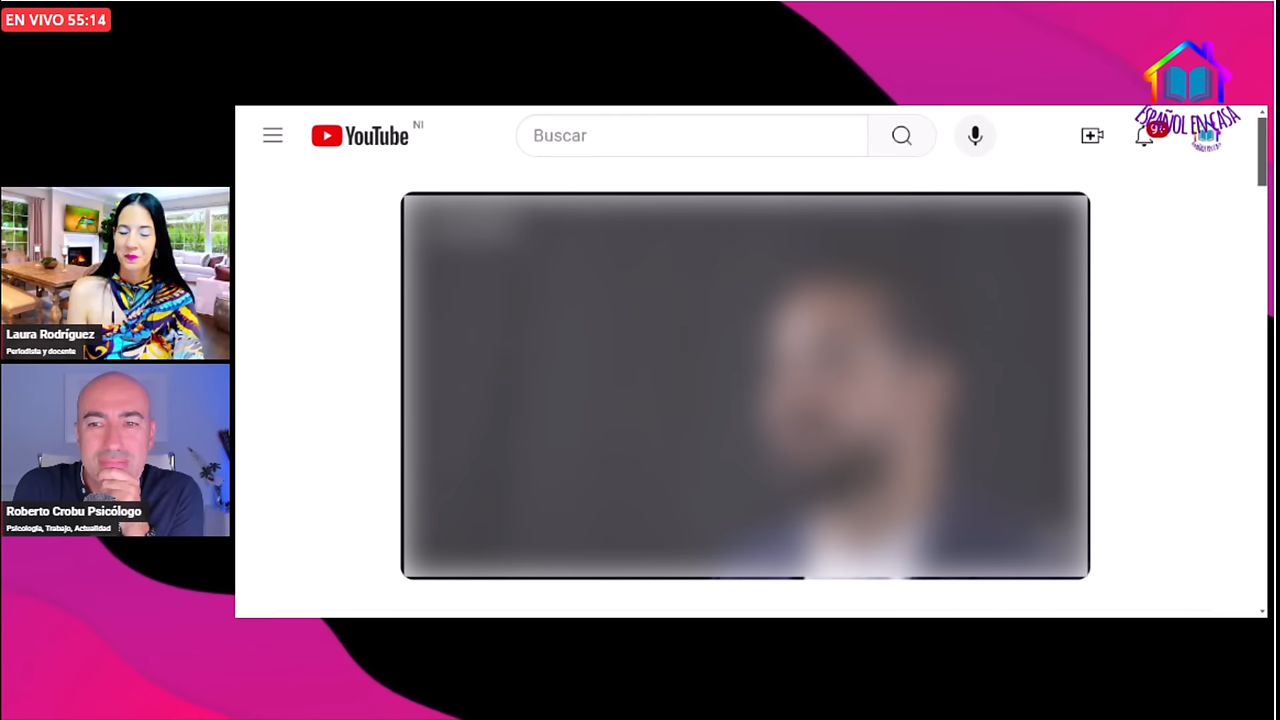 EN VIVO 55:14
ESPAÑOL EN CASA
YouTube NI
Buscar
9+
Laura Rodríguez
Periodista y docente
Roberto Crobu Psicólogo
Psicología, Trabajo, Actualidad